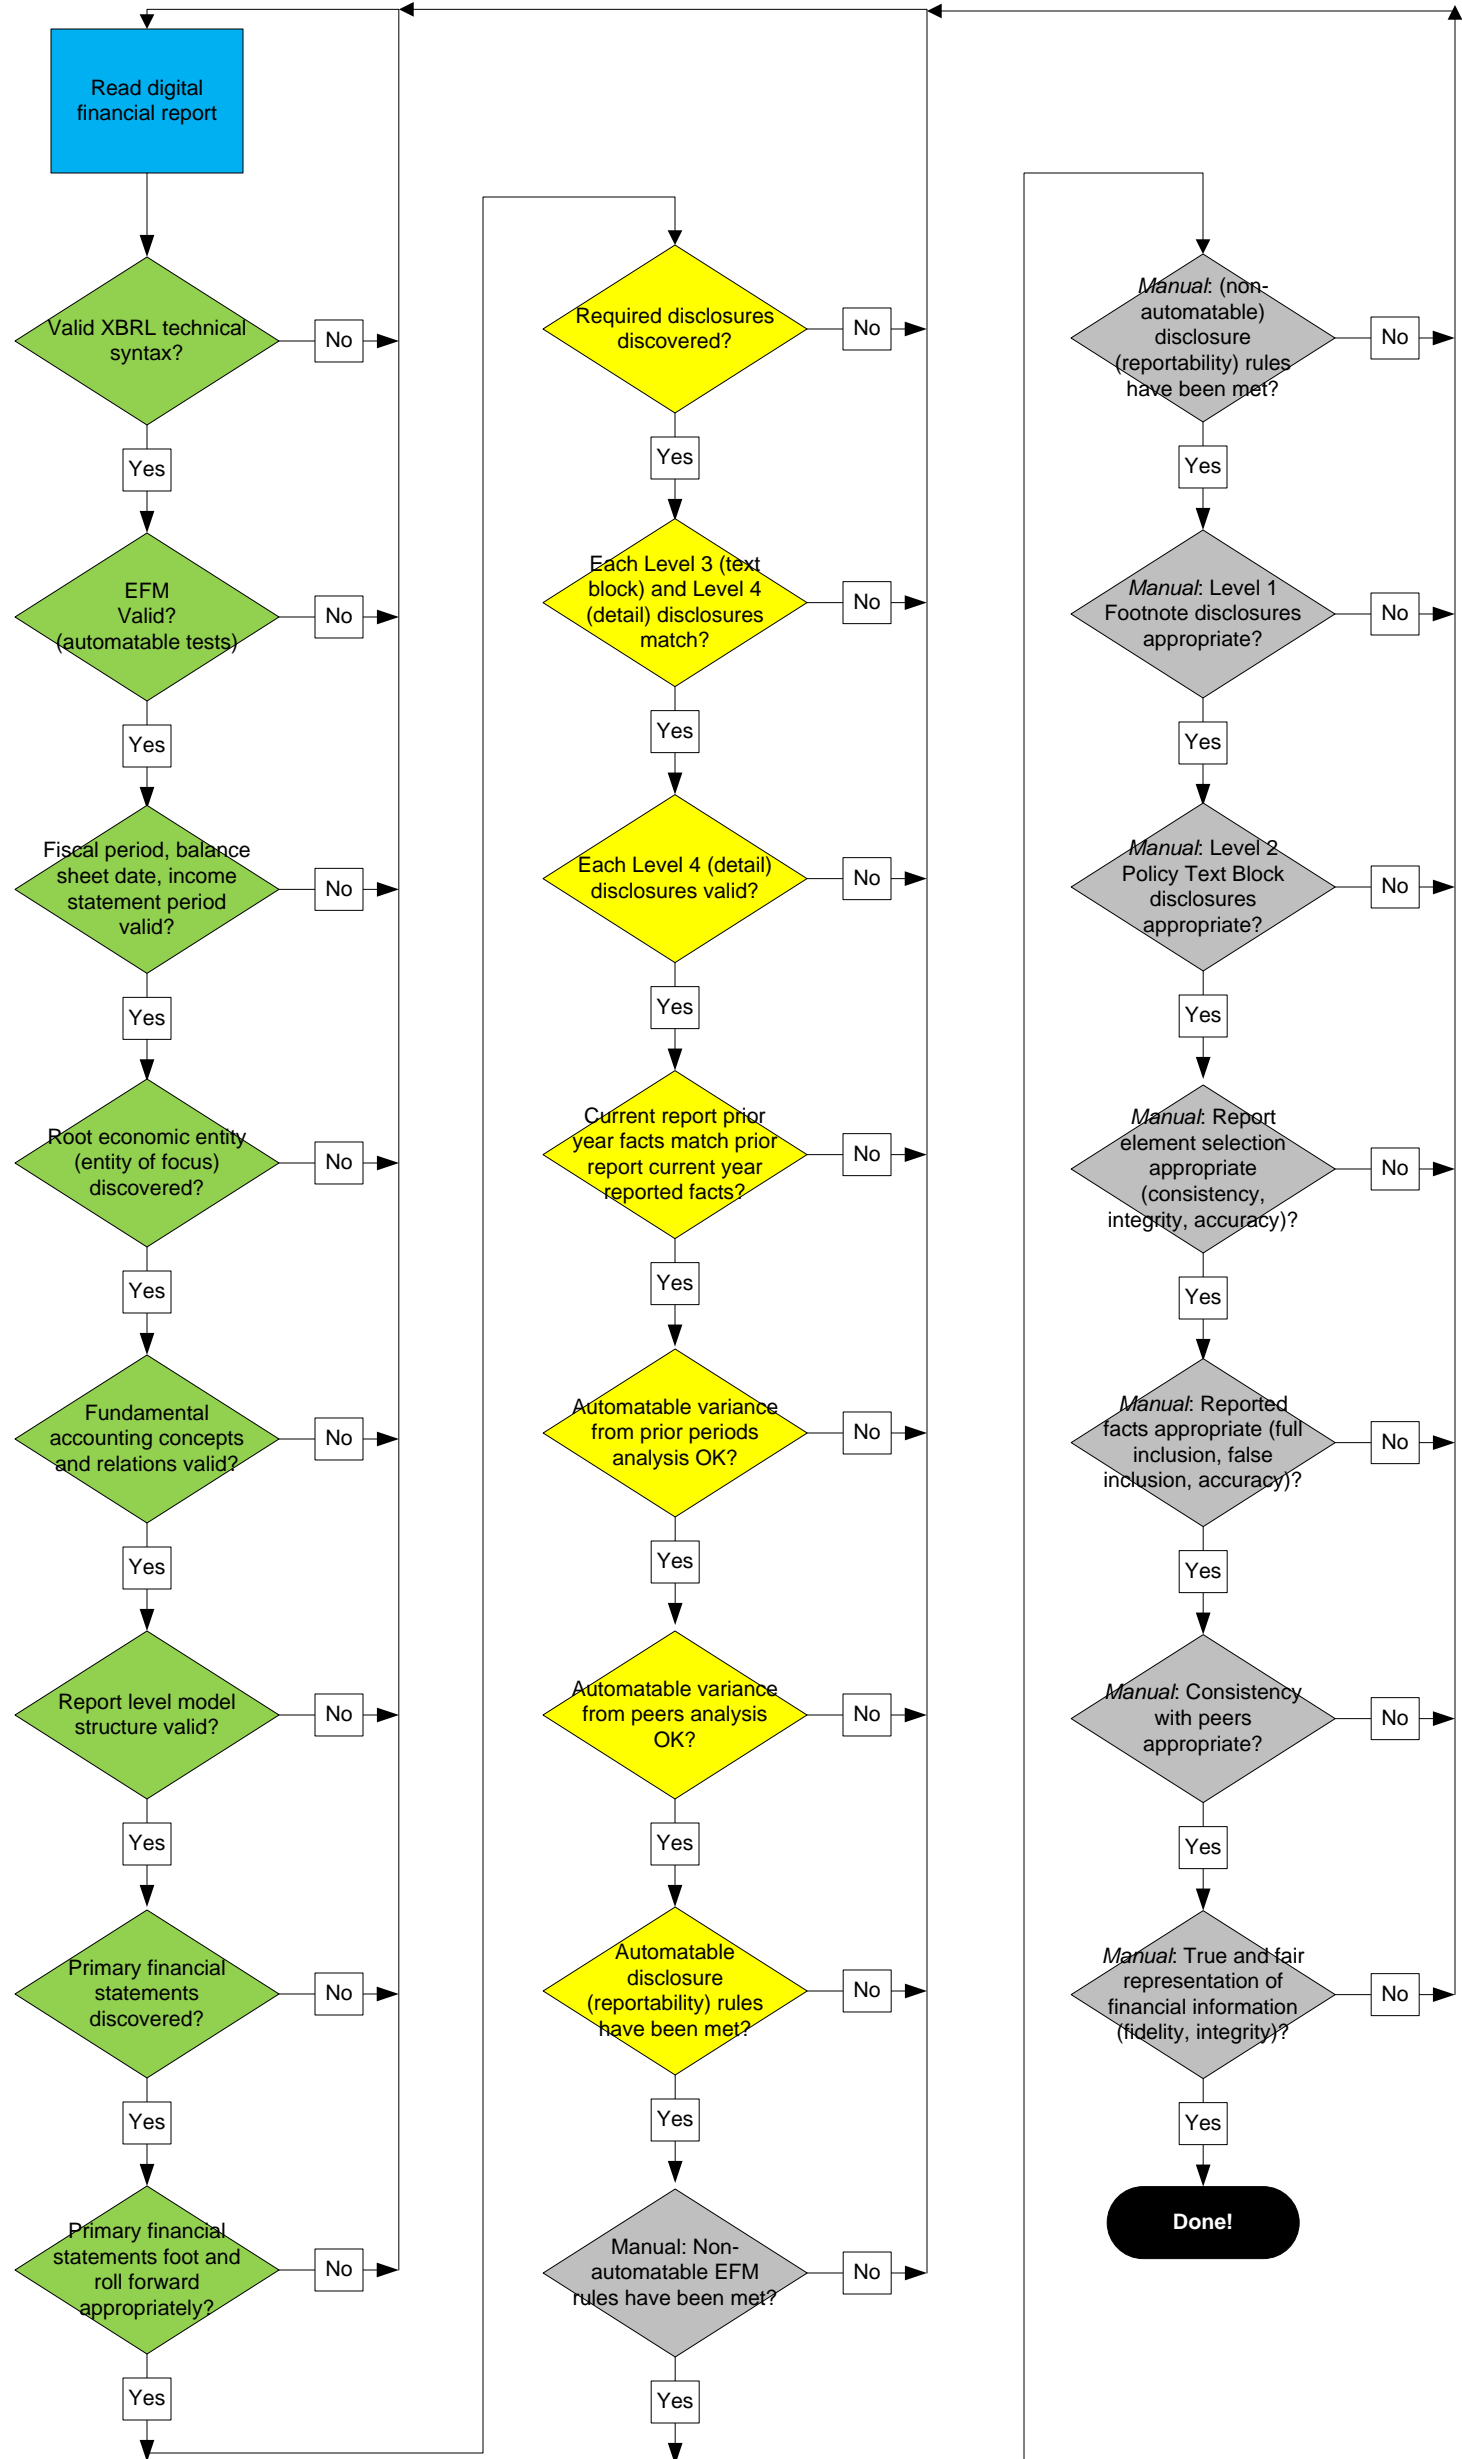 Read digital
financial report
Valid XBRL technical
syntax?
No
Yes
EFM
Valid?
(automatable tests)
No
Yes
Fiscal period, balance
sheet date, income
statement period
valid?
No
Yes
Root economic entity
(entity of focus)
discovered?
No
Yes
Fundamental
accounting concepts
and relations valid?
No
Yes
Report level model
structure valid?
No
Yes
Primary financial
statements
discovered?
No
Yes
Primary financial
statements foot and
roll forward
appropriately?
No
Yes
Required disclosures
discovered?
No
Yes
Each Level 3 (text
block) and Level 4
(detail) disclosures
match?
No
Yes
Each Level 4 (detail)
disclosures valid?
No
Yes
Current report prior
year facts match prior
report current year
reported facts?
No
Yes
Automatable variance
from prior periods
analysis OK?
No
Yes
Automatable variance
from peers analysis
OK?
No
Yes
Automatable
disclosure
(reportability) rules
have been met?
No
Yes
Manual: Non-
automatable EFM
rules have been met?
No
Yes
Manual: (non-
automatable)
disclosure
(reportability) rules
have been met?
No
Yes
Manual: Level 1
Footnote disclosures
appropriate?
No
Yes
Manual: Level 2
Policy Text Block
disclosures
appropriate?
No
Yes
Manual: Report
element selection
appropriate
(consistency,
integrity, accuracy)?
No
Yes
Manual: Reported
facts appropriate (full
inclusion, false
inclusion, accuracy)?
No
Yes
Manual: Consistency
with peers
appropriate?
No
Yes
Manual: True and fair
representation of
financial information
(fidelity, integrity)?
No
Yes
Done!